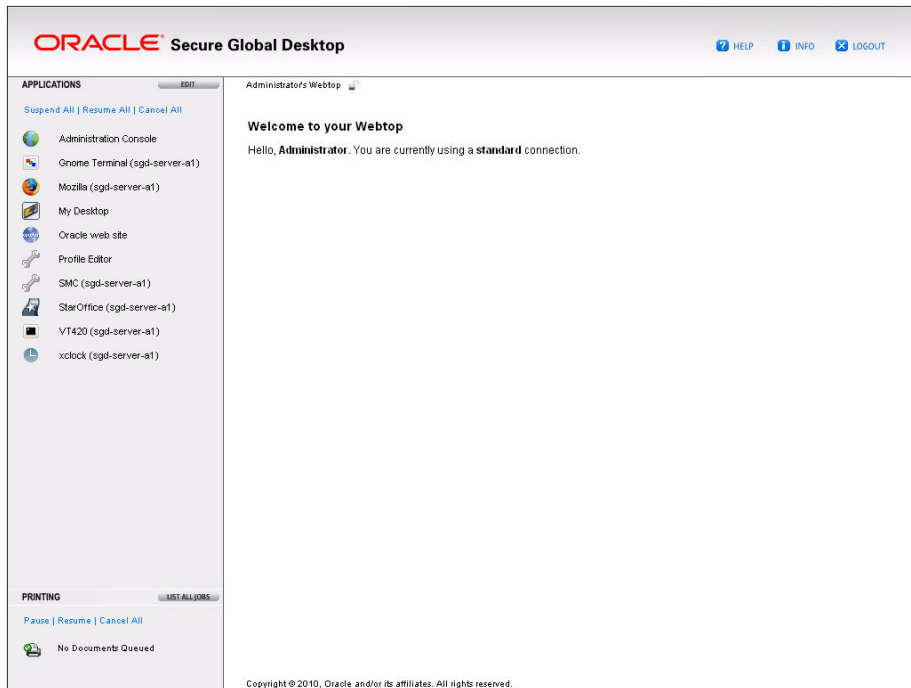 ORACLE Secure Global Desktop
HELP
INFO
LOGOUT
APPLICATIONS
EDIT
Suspend All | Resume All | Cancel All
Administration Console
Gnome Terminal (sgd-server-a1)
Mozilla (sgd-server-a1)
My Desktop
Oracle web site
Profile Editor
SMC (sgd-server-a1)
StarOffice (sgd-server-a1)
VT420 (sgd-server-a1)
xclock (sgd-server-a1)
Administrator's Webtop
Welcome to your Webtop
Hello, Administrator. You are currently using a standard connection.
PRINTING
LIST ALL JOBS
Pause | Resume | Cancel All
No Documents Queued
Copyright © 2010, Oracle and/or its affiliates. All rights reserved.